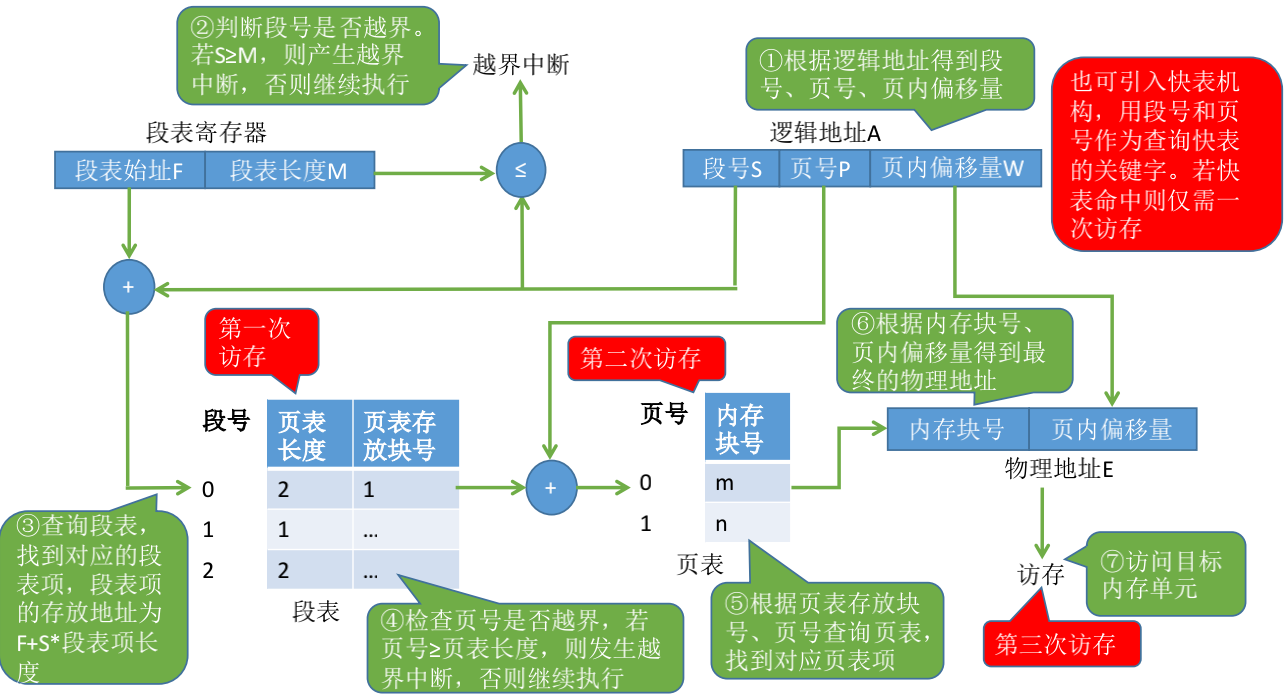 ②判断段号是否越界。
若S≥M，则产生越界
中断，否则继续执行
越界中断
①根据逻辑地址得到段
号、页号、页内偏移量
也可引入快表机
构，用段号和页
号作为查询快表
的关键字。若快
表命中则仅需一
次访存
段表寄存器
段表始址F
段表长度M
≤
逻辑地址A
段号S
页号P
页内偏移量W
+
第一次
访存
第二次访存
⑥根据内存块号、
页内偏移量得到最
终的物理地址
段号
页表
长度
页表存
放块号
0
2
1
1
1
...
2
2
...
段表
+
页号
内存
块号
0
m
1
n
页表
内存块号
页内偏移量
物理地址E
③查询段表，
找到对应的段
表项，段表项
的存放地址为
F+S*段表项长
度
④检查页号是否越界，若
页号≥页表长度，则发生越
界中断，否则继续执行
⑤根据页表存放块
号、页号查询页表，
找到对应页表项
访存
⑦访问目标
内存单元
第三次访存